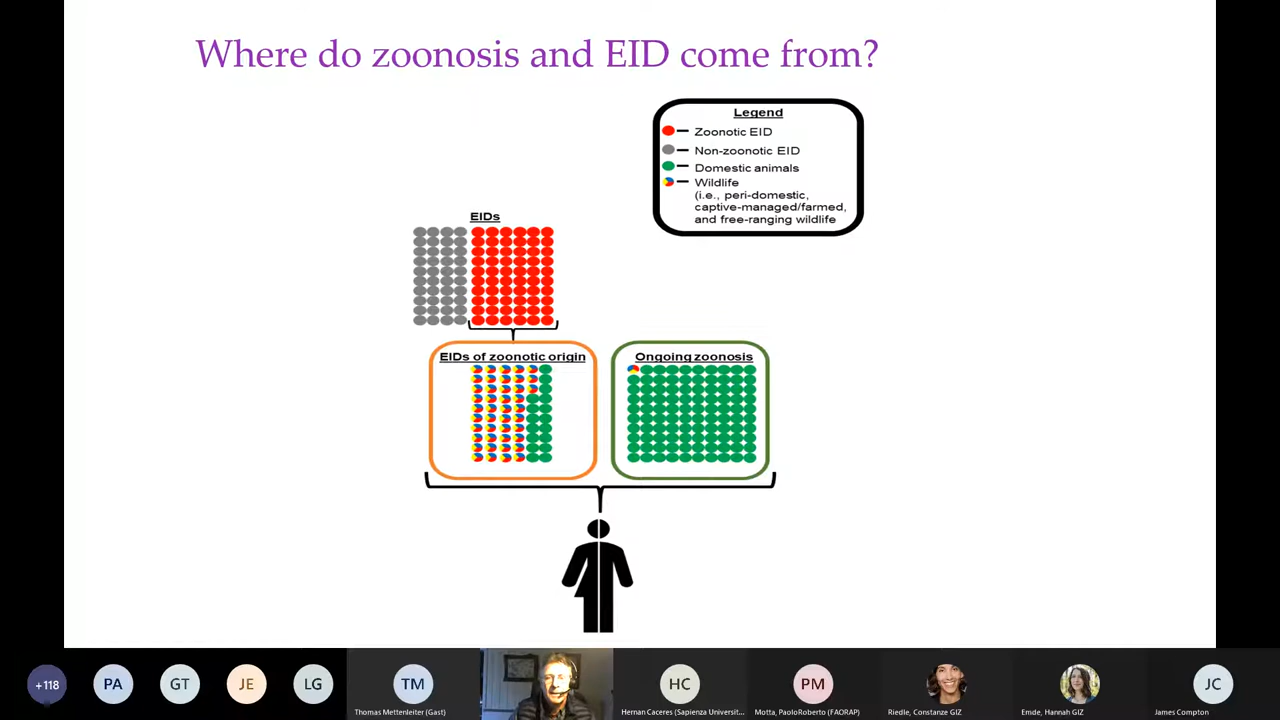 Where do zoonosis and EID come from?
Legend
Zoonotic EID
Non-zoonotic EID
Domestic animals
Wildlife
(i.e., peri-domestic,
captive-managed/farmed,
and free-ranging wildlife
EIDs
EIDs of zoonotic origin
Ongoing zoonosis
+118
PA
GT
JE
LG
TM
HC
PM
JC
Thomas Mettenleiter (Gast)
Hernan Caceres (Sapienza Universit...
Motta, PaoloRoberto (FAORAP)
Riedle, Constanze GIZ
Emde, Hannah GIZ
James Compton